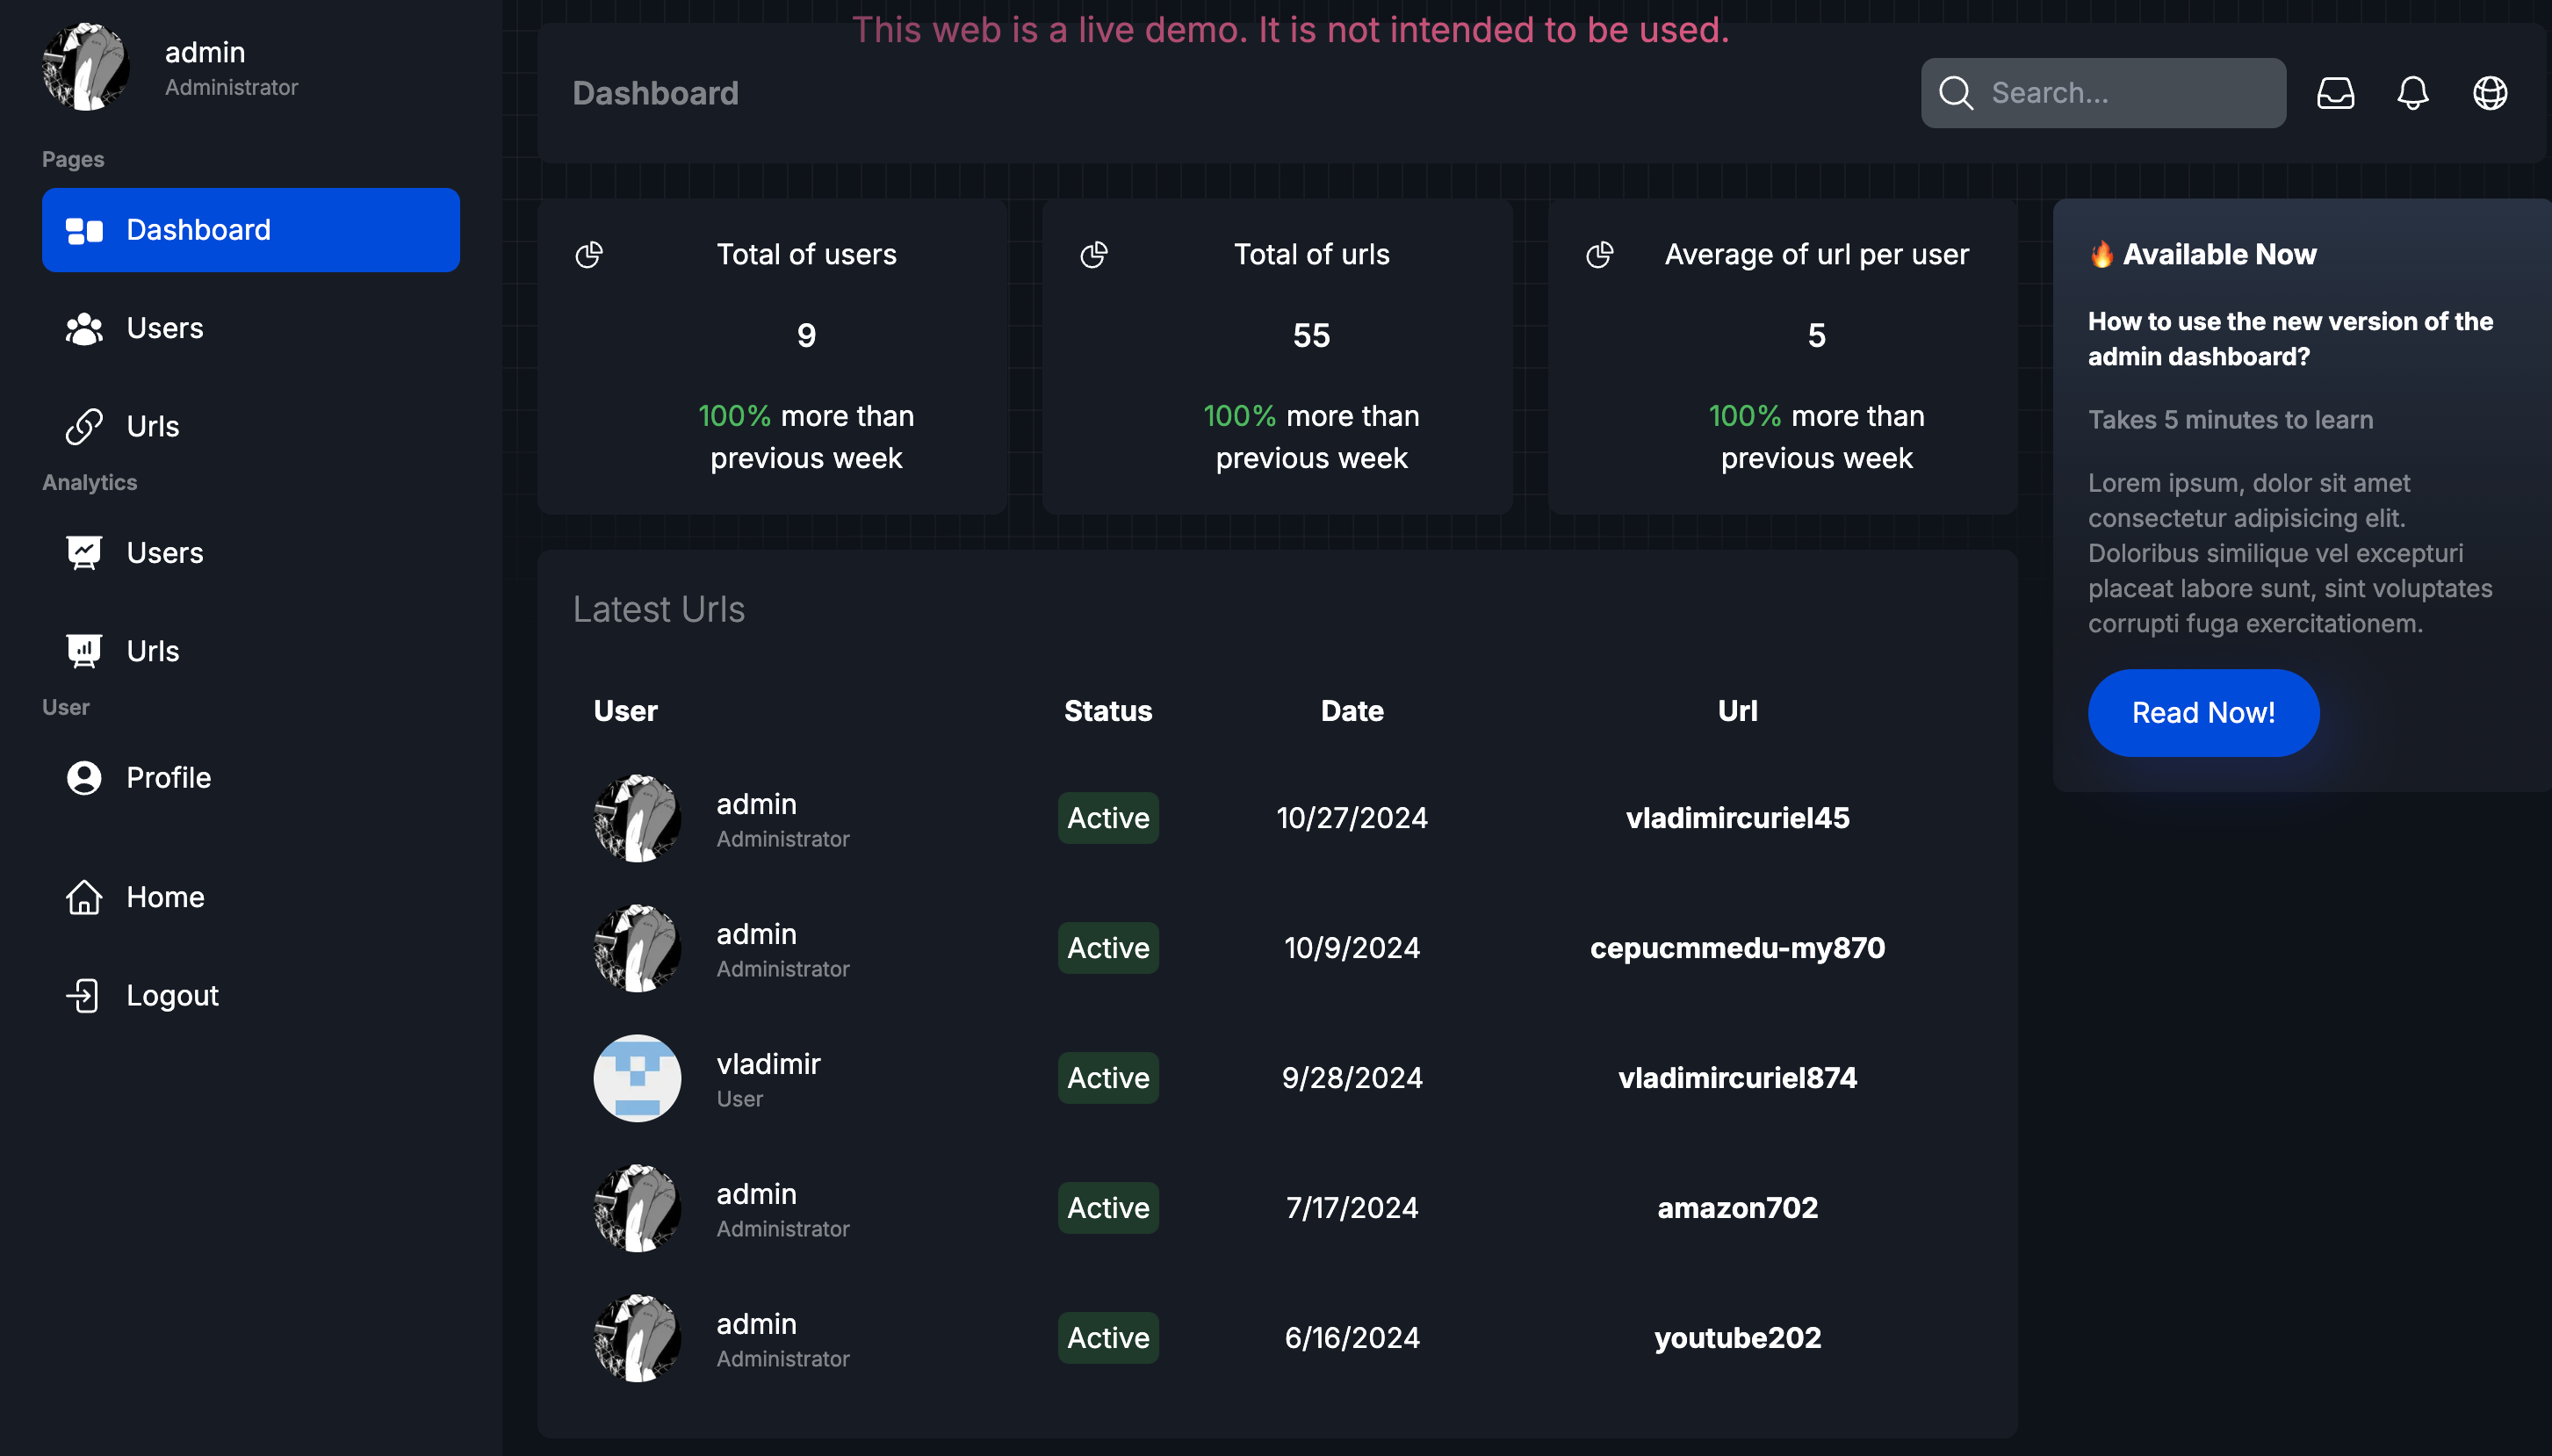 admin
Administrator
Pages
Dashboard
Users
Urls
Analytics
Users
Urls
User
Profile
Home
Logout
This web is a live demo. It is not intended to be used.
Dashboard
Search...
Total of users
9
100% more than
previous week
Total of urls
55
100% more than
previous week
Average of url per user
5
100% more than
previous week
🔥 Available Now
How to use the new version of the
admin dashboard?
Takes 5 minutes to learn
Lorem ipsum, dolor sit amet
consectetur adipisicing elit.
Doloribus similique vel excepturi
placeat labore sunt, sint voluptates
corrupti fuga exercitationem.
Read Now!
Latest Urls
User Status Date Url
admin
Administrator
Active 10/27/2024 vladimircuriel45
admin
Administrator
Active 10/9/2024 cepucmmedu-my870
vladimir
User
Active 9/28/2024 vladimircuriel874
admin
Administrator
Active 7/17/2024 amazon702
admin
Administrator
Active 6/16/2024 youtube202